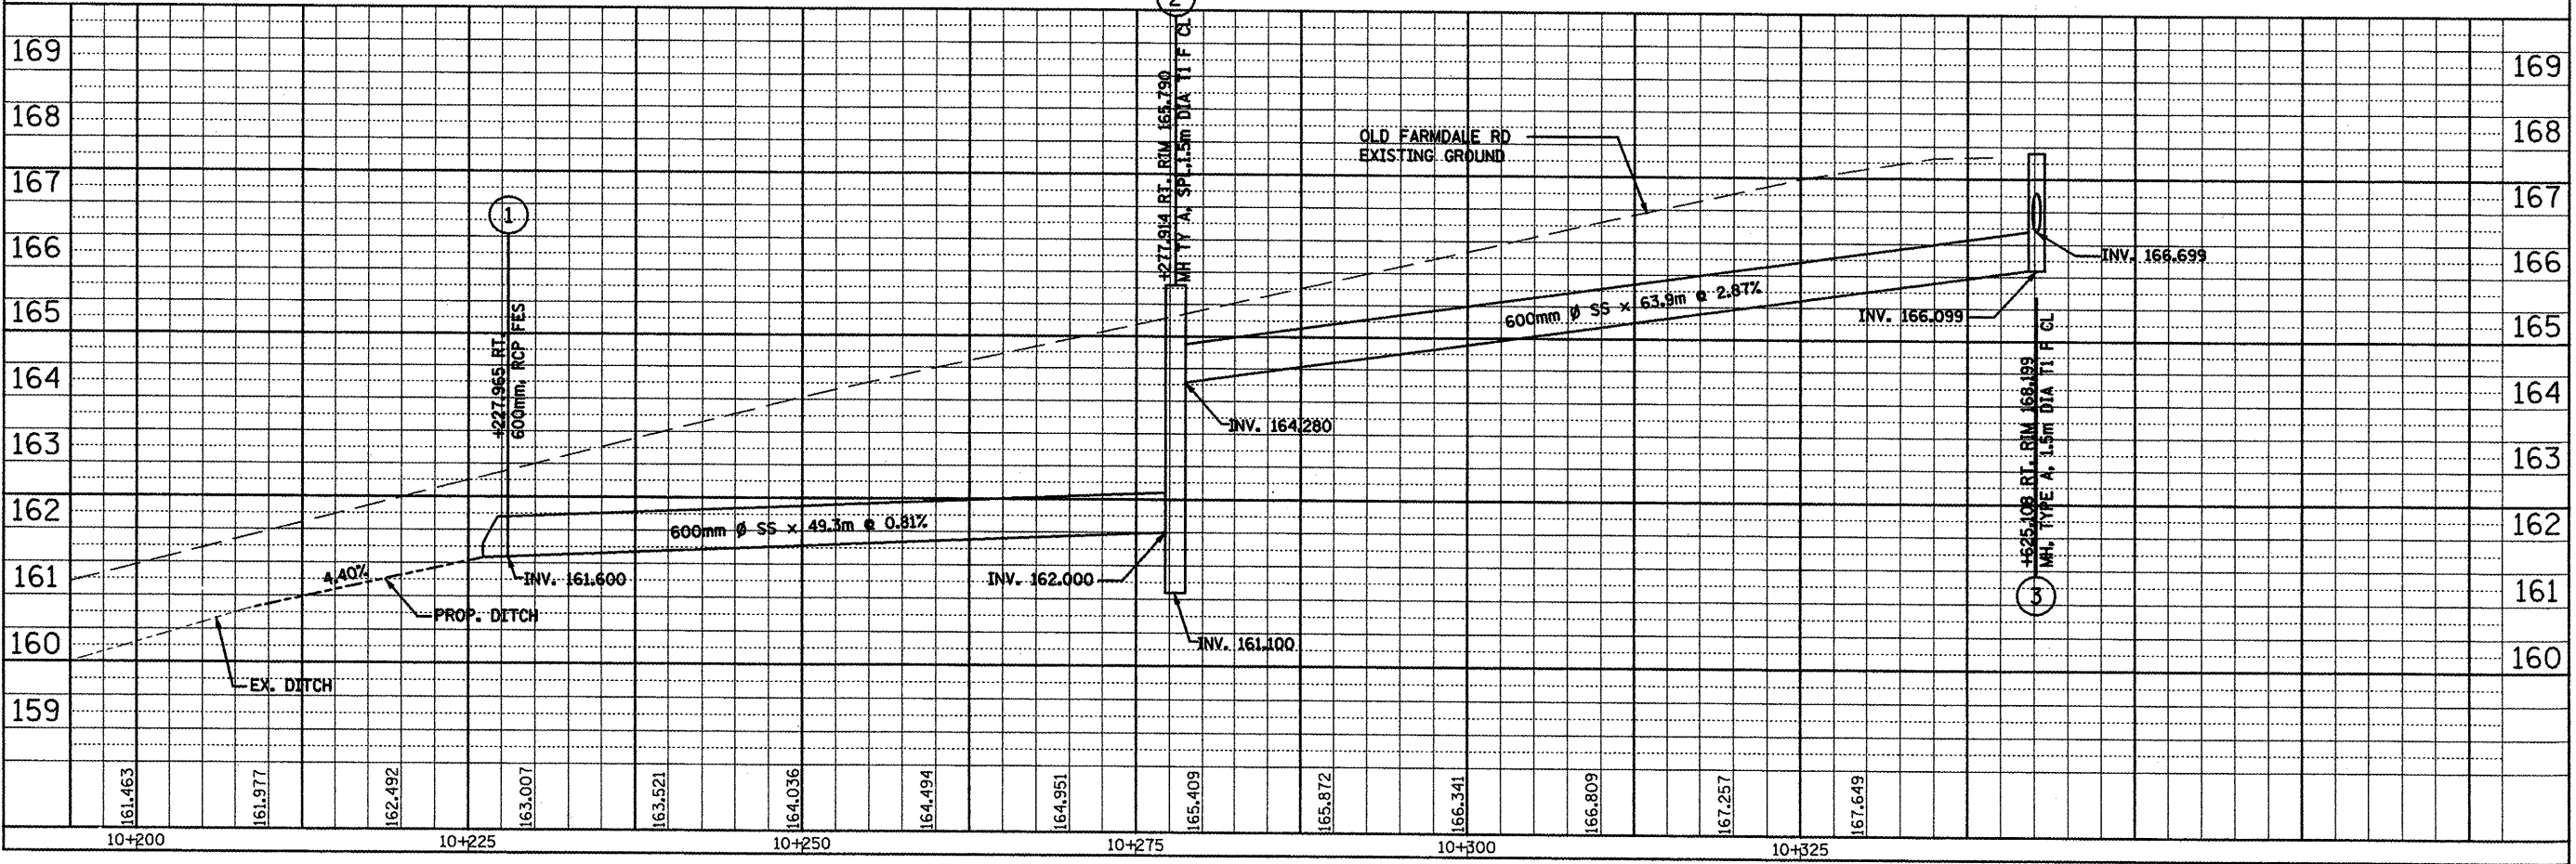 2
169
169
168
168
167
167
166
166
165
165
164
164
163
163
162
162
161
161
160
160
159
1
+227.965 RT.
600mm, RCP FES
+277.914 RT. RIM 165.790
MH TY A, SPL, 1.5m DIA T1 F CL
OLD FARMDALE RD
EXISTING GROUND
INV. 166.699
600mm Ø SS × 63.9m @ 2.87%
INV. 166.099
INV. 164.280
+625.108 RT. RIM 168.199
MH, TYPE A, 1.5m DIA T1 F CL
3
600mm Ø SS × 49.3m @ 0.81%
4.40%
INV. 161.600
INV. 162.000
PROP. DITCH
INV. 161.100
EX. DITCH
161.463
161.977
162.492
163.007
163.521
164.036
164.494
164.951
165.409
165.872
166.341
166.809
167.257
167.649
10+200
10+225
10+250
10+275
10+300
10+325